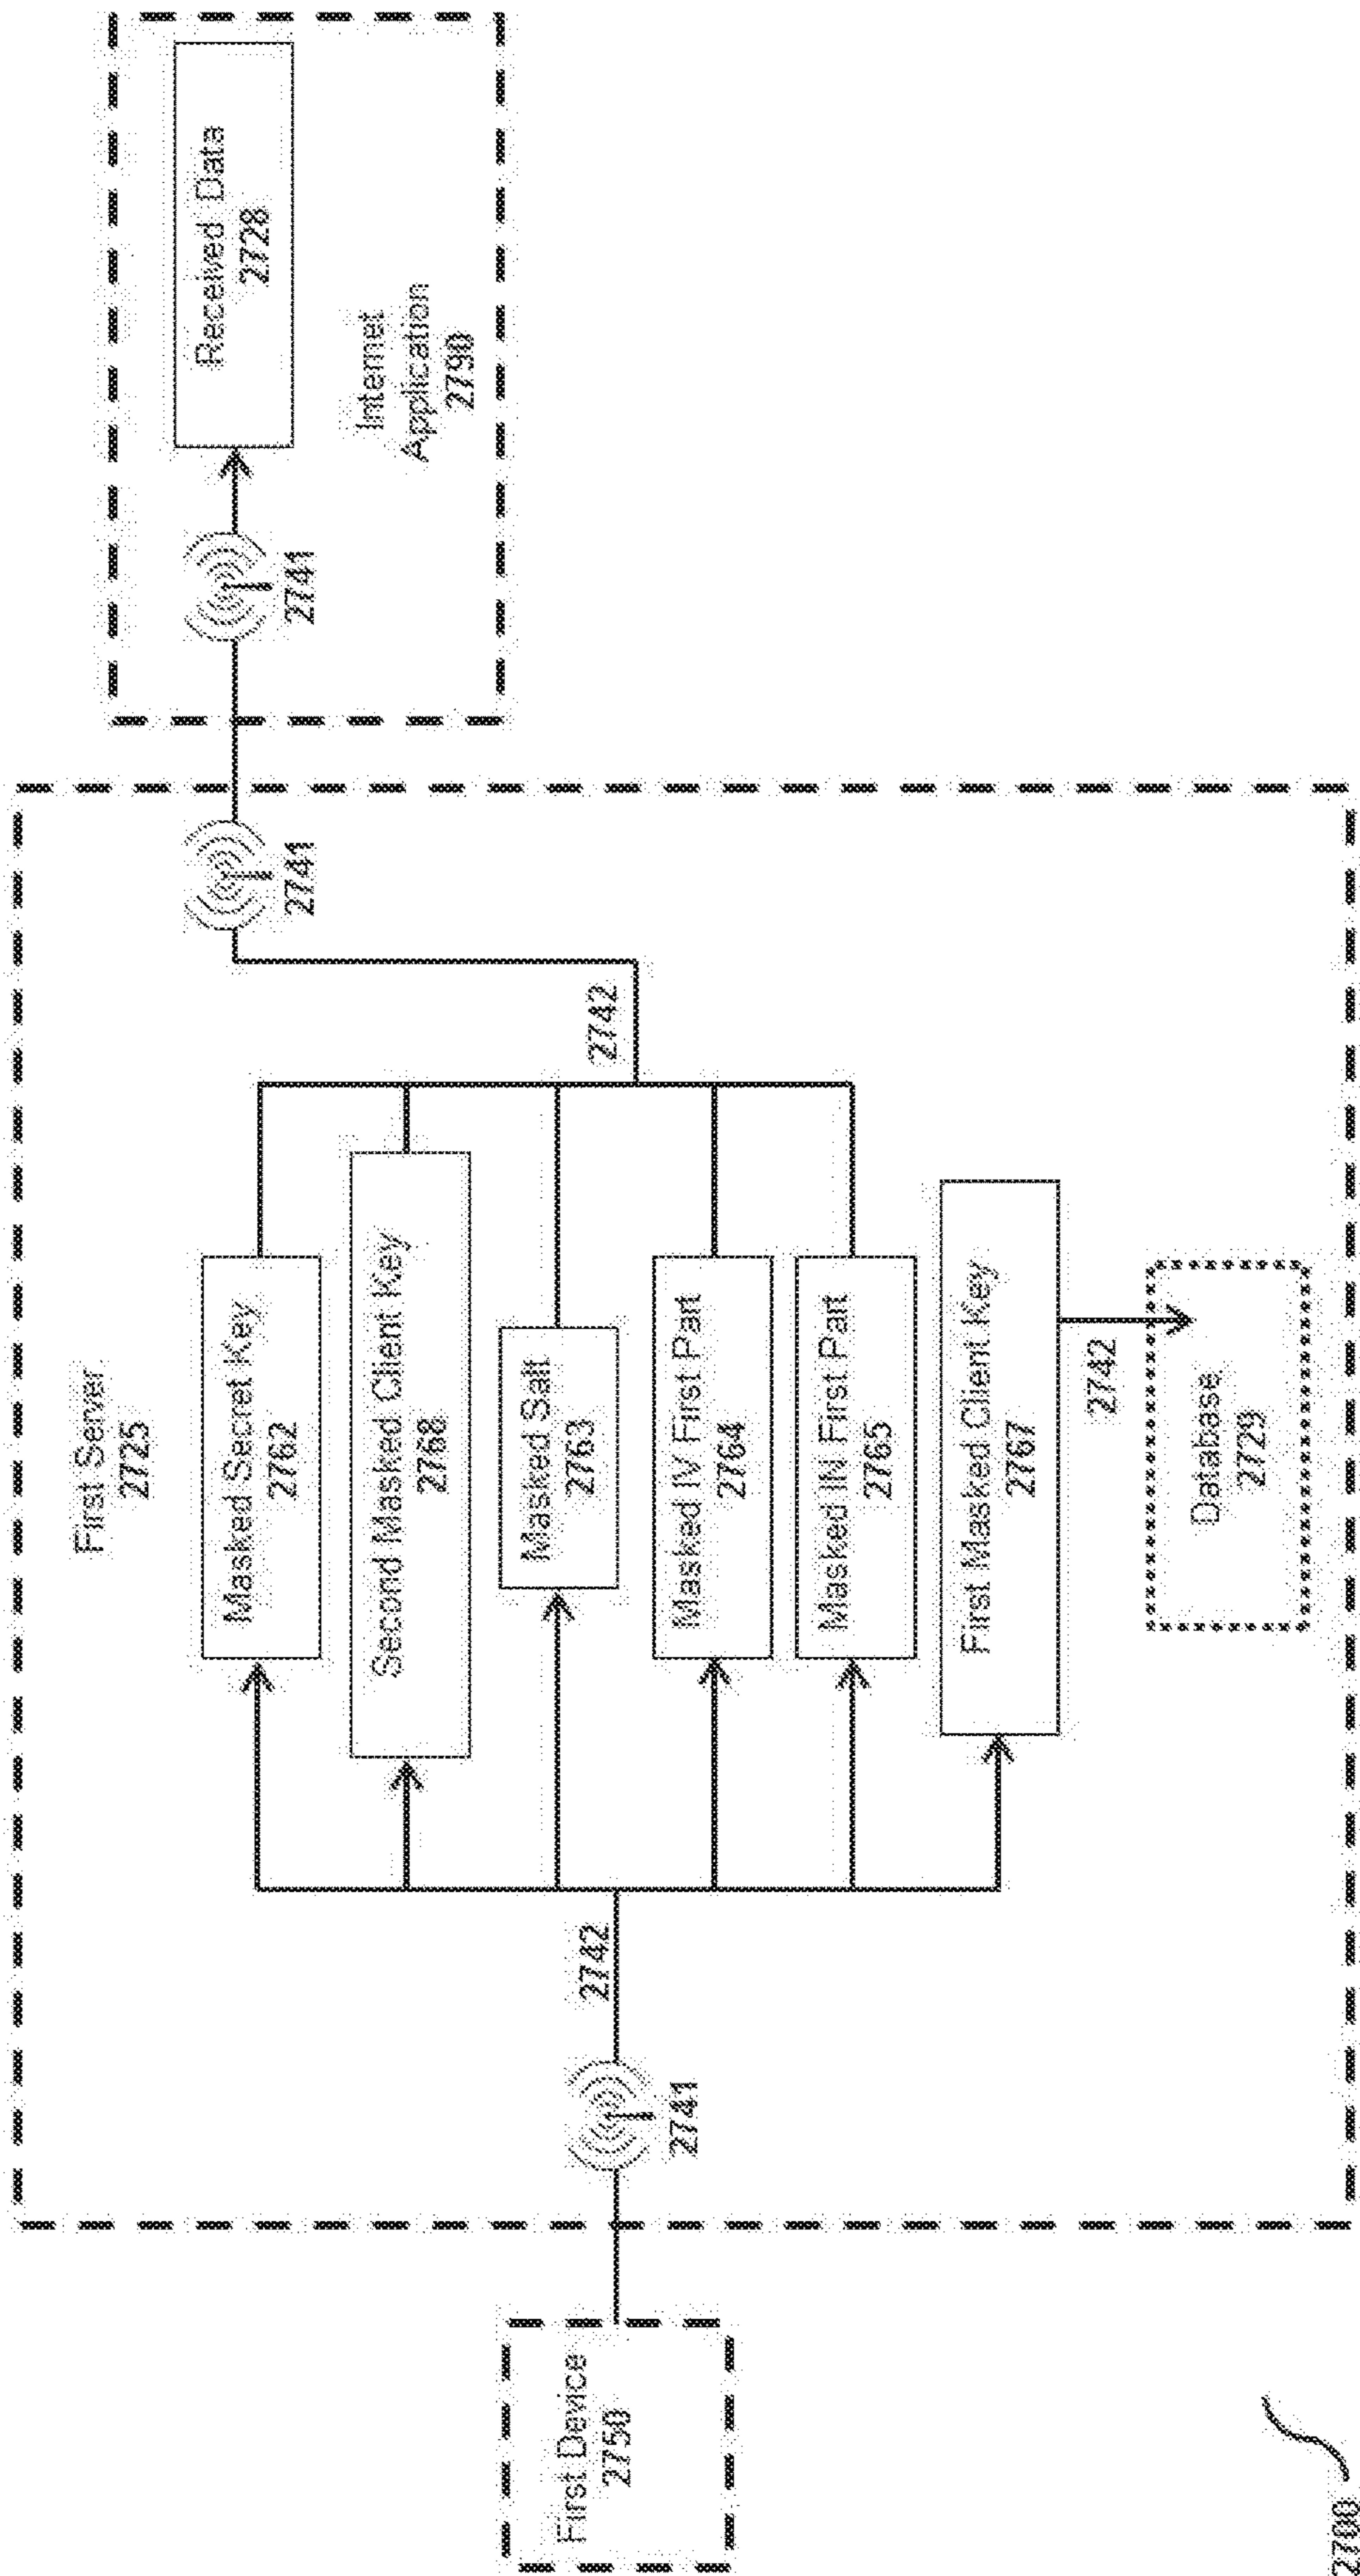 First Server
2725
Masked Secret Key
2762
Second Masked Client Key
2768
Masked Salt
2763
Masked IV First Part
2764
Masked IN First Part
2765
First Masked Client Key
2767
Database
2729
2742
2742
2742
2741
2741
2741
First Device
2750
Received Data
2728
Internet
Application
2790
2700